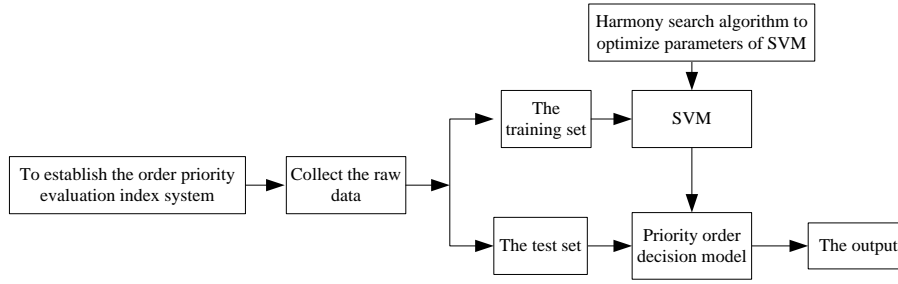 Harmony search algorithm to
optimize parameters of SVM
The
training set
SVM
To establish the order priority
evaluation index system
Collect the raw
data
The test set
Priority order
decision model
The output